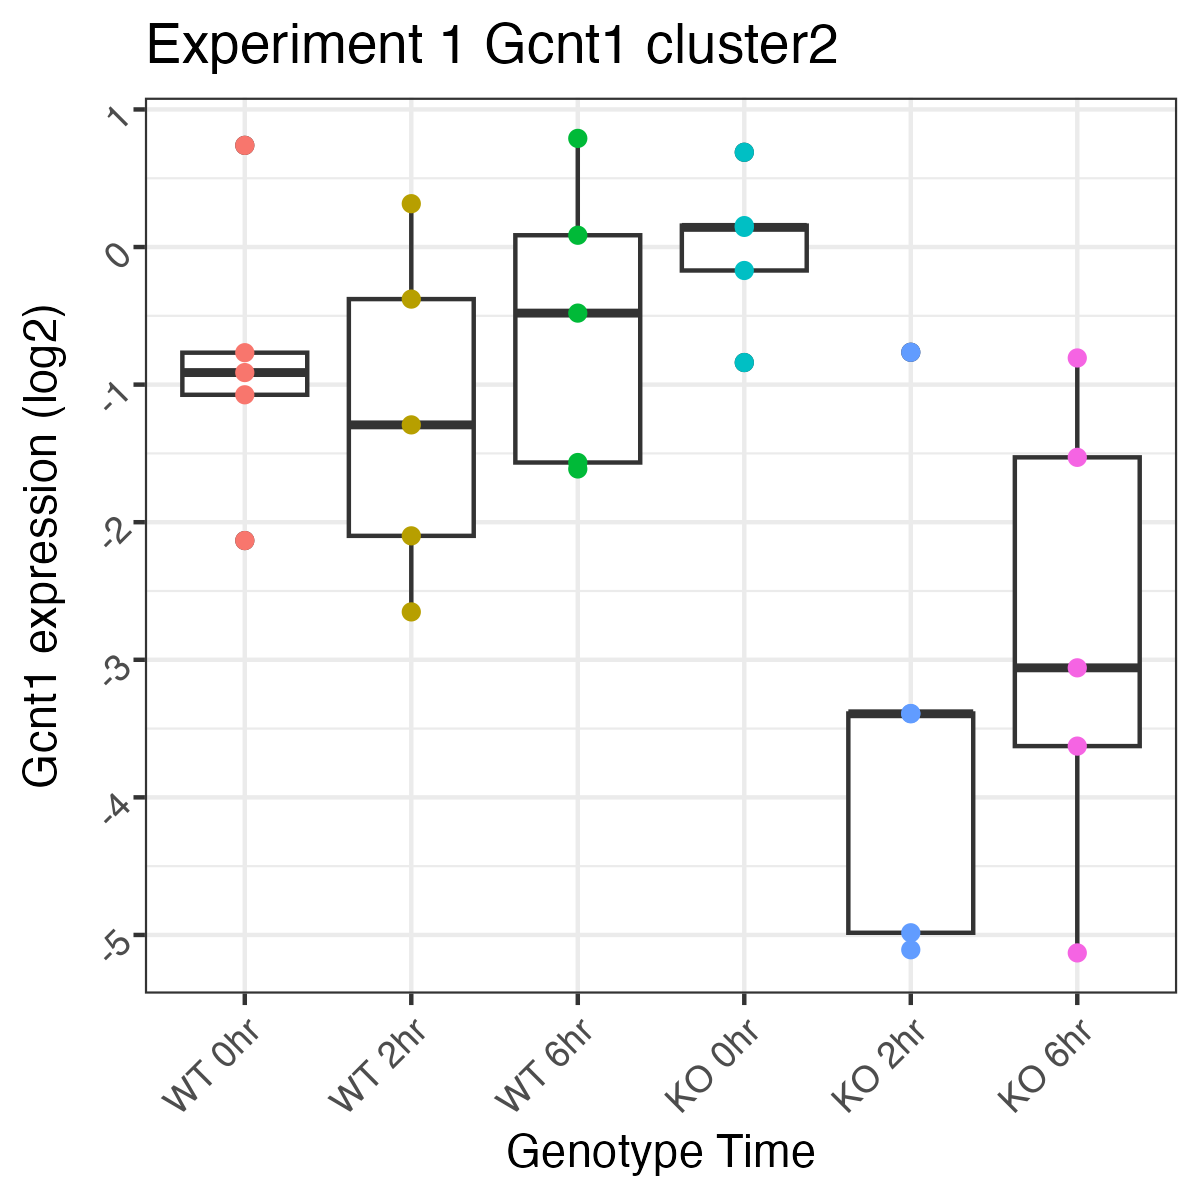 Experiment 1 Gcnt1 cluster2
Gcnt1 expression (log2)
1
0
-1
-2
-3
-4
-5
WT 0hr
WT 2hr
WT 6hr
KO 0hr
KO 2hr
KO 6hr
Genotype Time